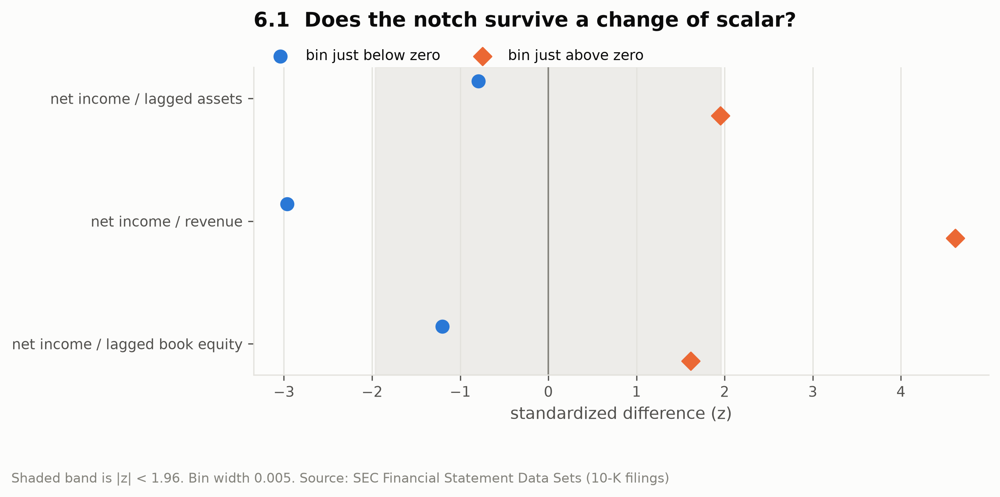 6.1  Does the notch survive a change of scalar?
bin just below zero
bin just above zero
net income / lagged assets
net income / revenue
net income / lagged book equity
−3
−2
−1
0
1
2
3
4
standardized difference (z)
Shaded band is |z| < 1.96. Bin width 0.005. Source: SEC Financial Statement Data Sets (10-K filings)